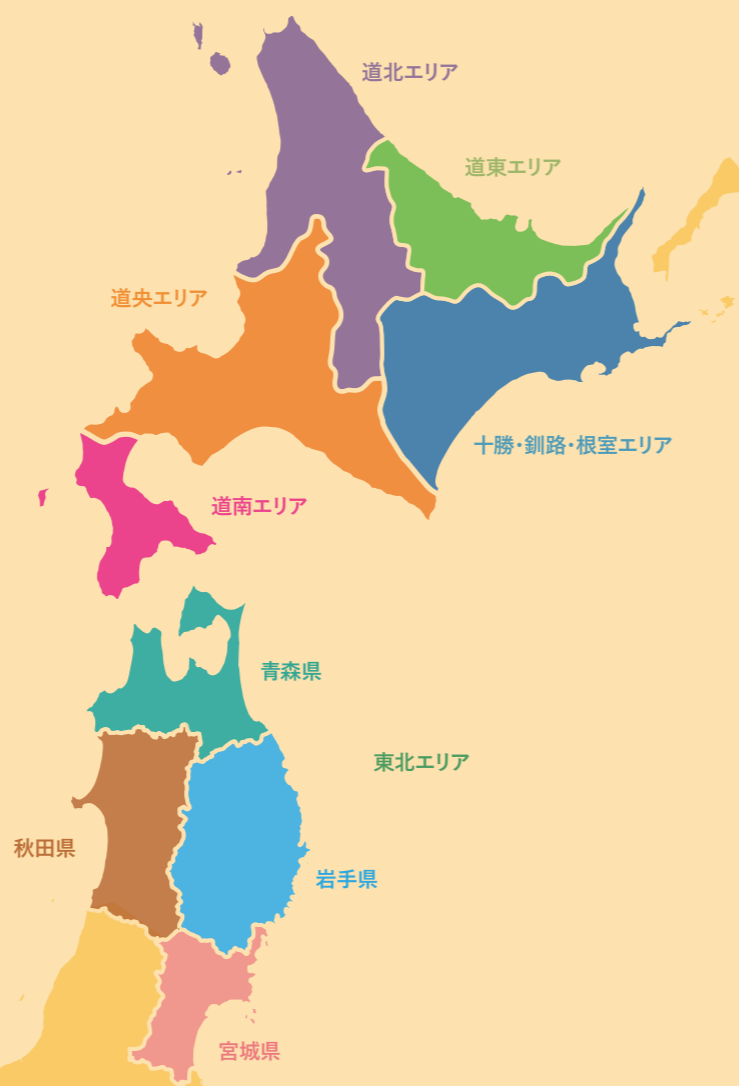 道北エリア
道東エリア
道央エリア
十勝・釧路・根室エリア
道南エリア
青森県
東北エリア
秋田県
岩手県
宮城県